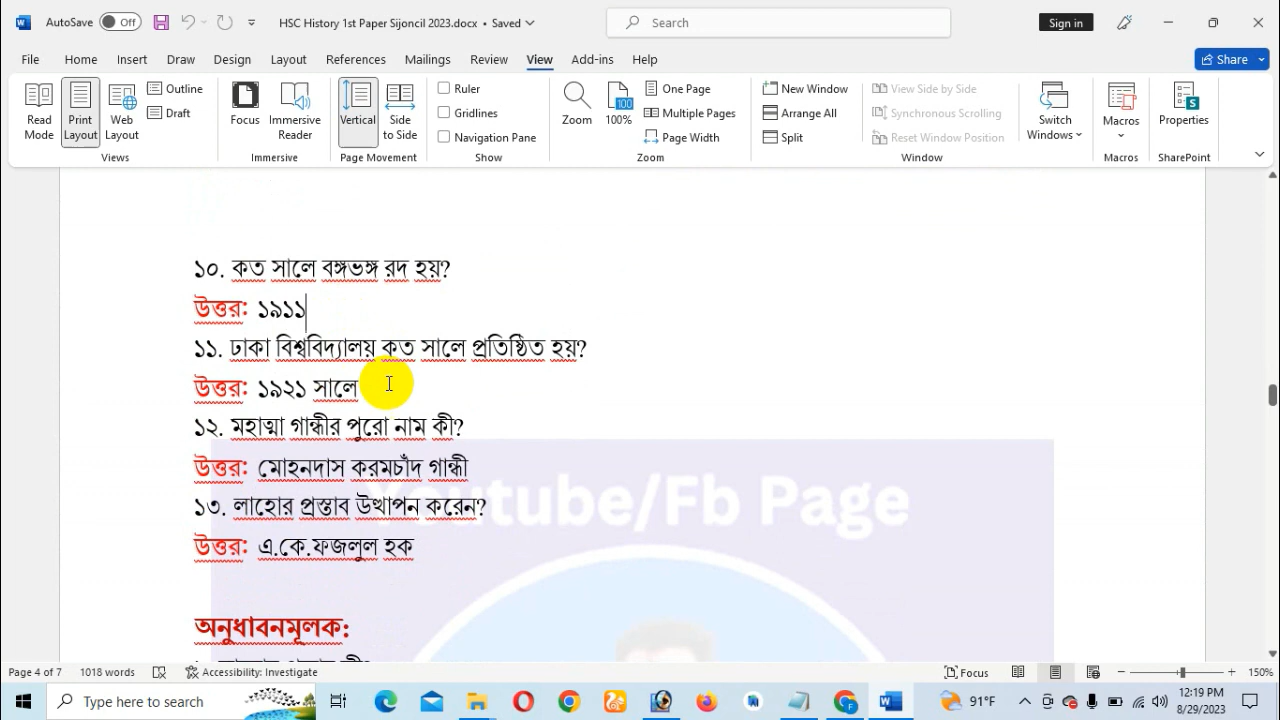 AutoSave Off HSC History 1st Paper Sijoncil 2023.docx • Saved Search Sign in
File Home Insert Draw Design Layout References Mailings Review View Add-ins Help Share
Read Mode Print Layout Web Layout Outline Draft Focus Immersive Reader Vertical Side to Side Ruler Gridlines Navigation Pane Zoom 100% One Page Multiple Pages Page Width New Window Arrange All Split View Side by Side Synchronous Scrolling Reset Window Position Switch Windows Macros Properties
Views Immersive Page Movement Show Zoom Window Macros SharePoint
১০. কত সালে বঙ্গভঙ্গ রদ হয়?
উত্তর: ১৯১১
১১. ঢাকা বিশ্ববিদ্যালয় কত সালে প্রতিষ্ঠিত হয়?
উত্তর: ১৯২১ সালে
১২. মহাত্মা গান্ধীর পুরো নাম কী?
উত্তর: মোহনদাস করমচাঁদ গান্ধী
১৩. লাহোর প্রস্তাব উত্থাপন করেন?
Youtube/Fb Page
উত্তর: এ.কে.ফজলুল হক
অনুধাবনমূলক:
Page 4 of 7 1018 words Accessibility: Investigate Focus 150%
Type here to search 91°F 12:19 PM
8/29/2023